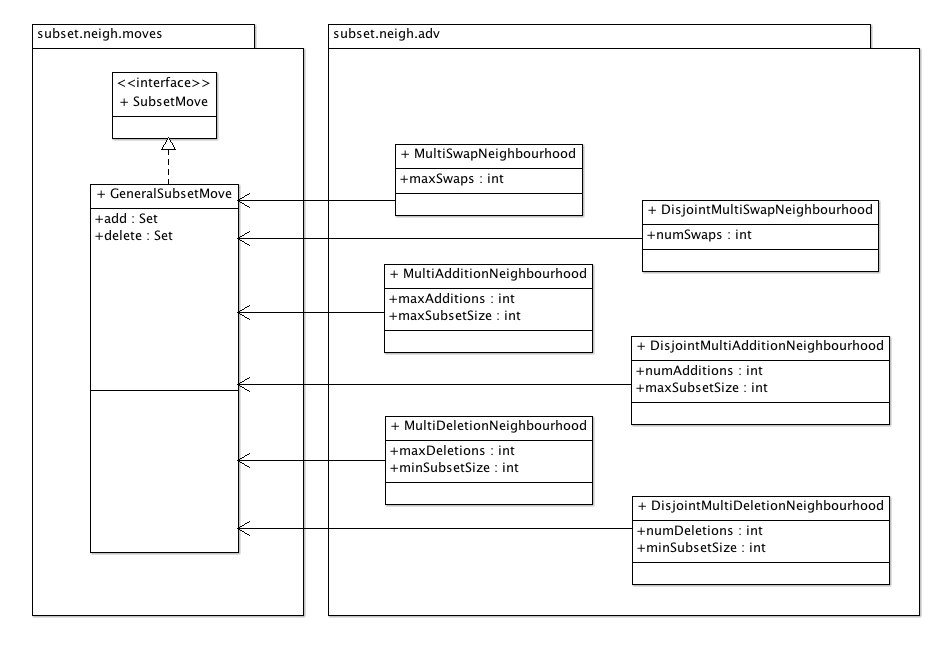 subset.neigh.moves
<<interface>>
+ SubsetMove
+ GeneralSubsetMove
+add : Set
+delete : Set
subset.neigh.adv
+ MultiSwapNeighbourhood
+maxSwaps : int
+ DisjointMultiSwapNeighbourhood
+numSwaps : int
+ MultiAdditionNeighbourhood
+maxAdditions : int
+maxSubsetSize : int
+ DisjointMultiAdditionNeighbourhood
+numAdditions : int
+maxSubsetSize : int
+ MultiDeletionNeighbourhood
+maxDeletions : int
+minSubsetSize : int
+ DisjointMultiDeletionNeighbourhood
+numDeletions : int
+minSubsetSize : int